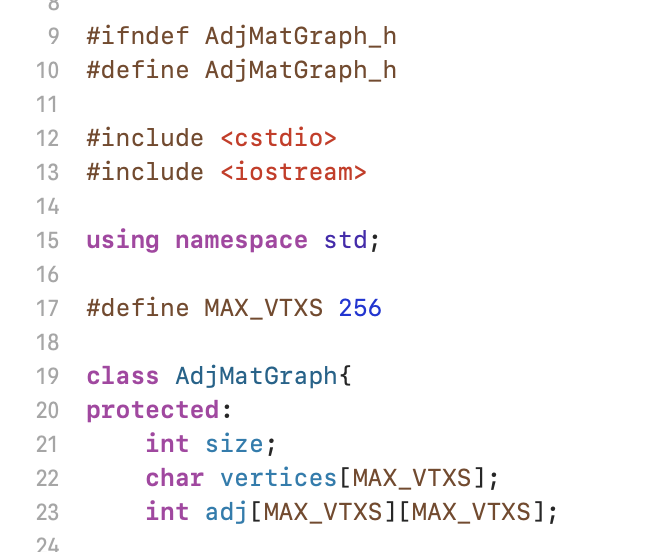 8
9 #ifndef AdjMatGraph_h
10 #define AdjMatGraph_h
11
12 #include <cstdio>
13 #include <iostream>
14
15 using namespace std;
16
17 #define MAX_VTXS 256
18
19 class AdjMatGraph{
20 protected:
21     int size;
22     char vertices[MAX_VTXS];
23     int adj[MAX_VTXS][MAX_VTXS];
24